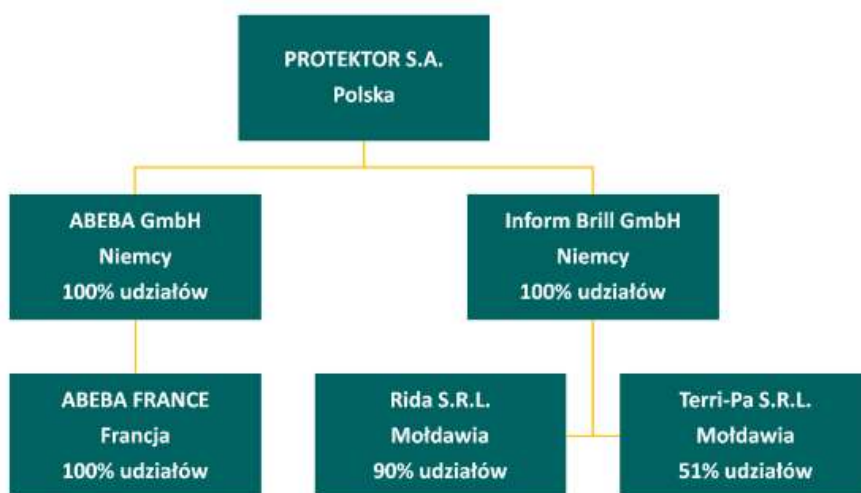 PROTEKTOR S.A.
Polska
ABEBA GmbH
Niemcy
100% udziałów
Inform Brill GmbH
Niemcy
100% udziałów
ABEBA FRANCE
Francja
100% udziałów
Rida S.R.L.
Mołdawia
90% udziałów
Terri-Pa S.R.L.
Mołdawia
51% udziałów